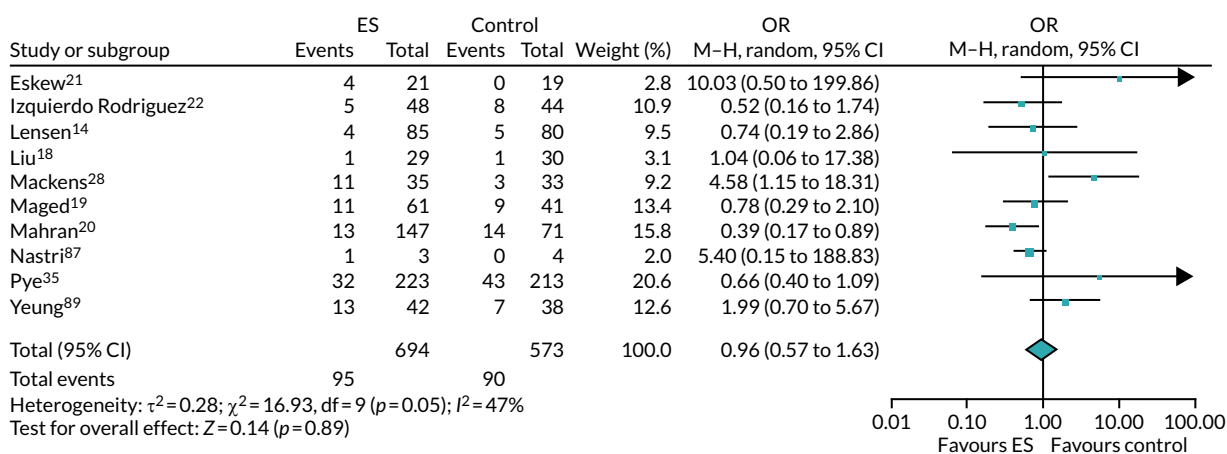 ES Control OR OR
Study or subgroup Events Total Events Total Weight (%) M–H, random, 95% CI M–H, random, 95% CI
Eskew21 4 21 0 19 2.8 10.03 (0.50 to 199.86)
Izquierdo Rodriguez22 5 48 8 44 10.9 0.52 (0.16 to 1.74)
Lensen14 4 85 5 80 9.5 0.74 (0.19 to 2.86)
Liu18 1 29 1 30 3.1 1.04 (0.06 to 17.38)
Mackens28 11 35 3 33 9.2 4.58 (1.15 to 18.31)
Maged19 11 61 9 41 13.4 0.78 (0.29 to 2.10)
Mahran20 13 147 14 71 15.8 0.39 (0.17 to 0.89)
Nastri87 1 3 0 4 2.0 5.40 (0.15 to 188.83)
Pye35 32 223 43 213 20.6 0.66 (0.40 to 1.09)
Yeung89 13 42 7 38 12.6 1.99 (0.70 to 5.67)
Total (95% CI) 694 573 100.0 0.96 (0.57 to 1.63)
Total events 95 90
Heterogeneity: τ2=0.28; χ2=16.93, df=9 (p=0.05); I2=47%
Test for overall effect: Z=0.14 (p=0.89)
0.01 0.10 1.00 10.00 100.00
Favours ES Favours control